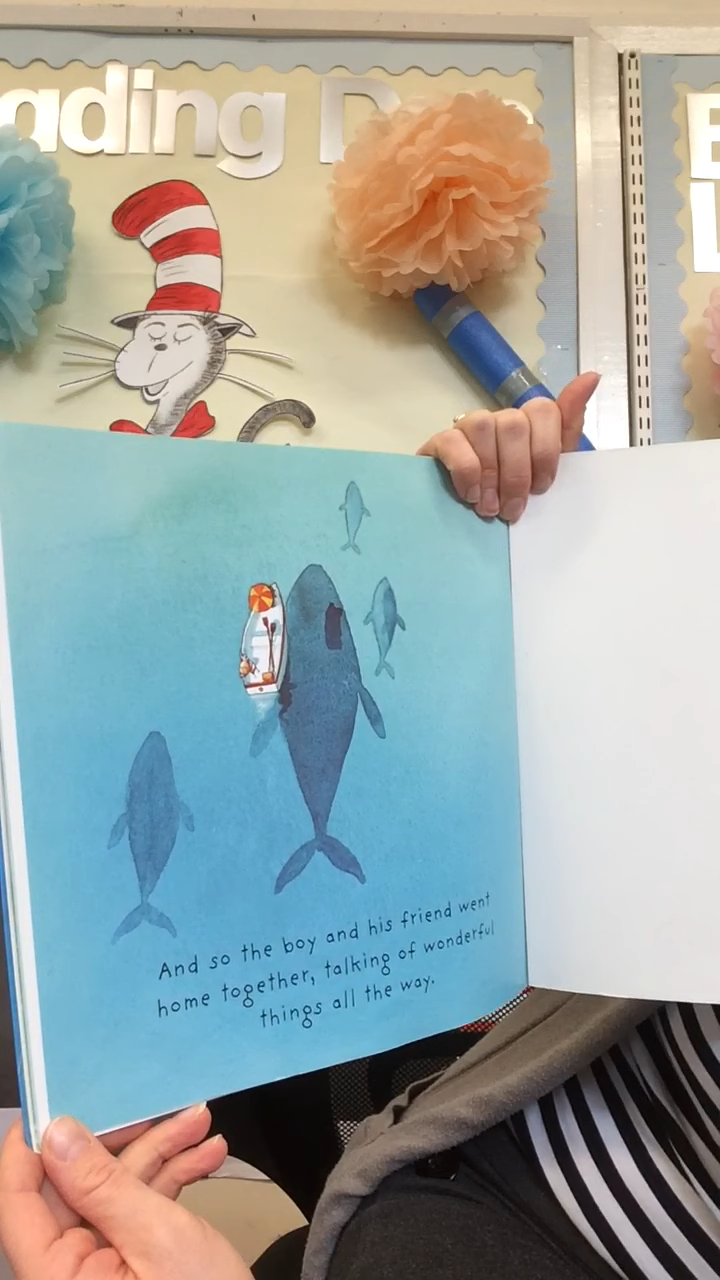 ading D
And so the boy and his friend went
home together, talking of wonderful
things all the way.